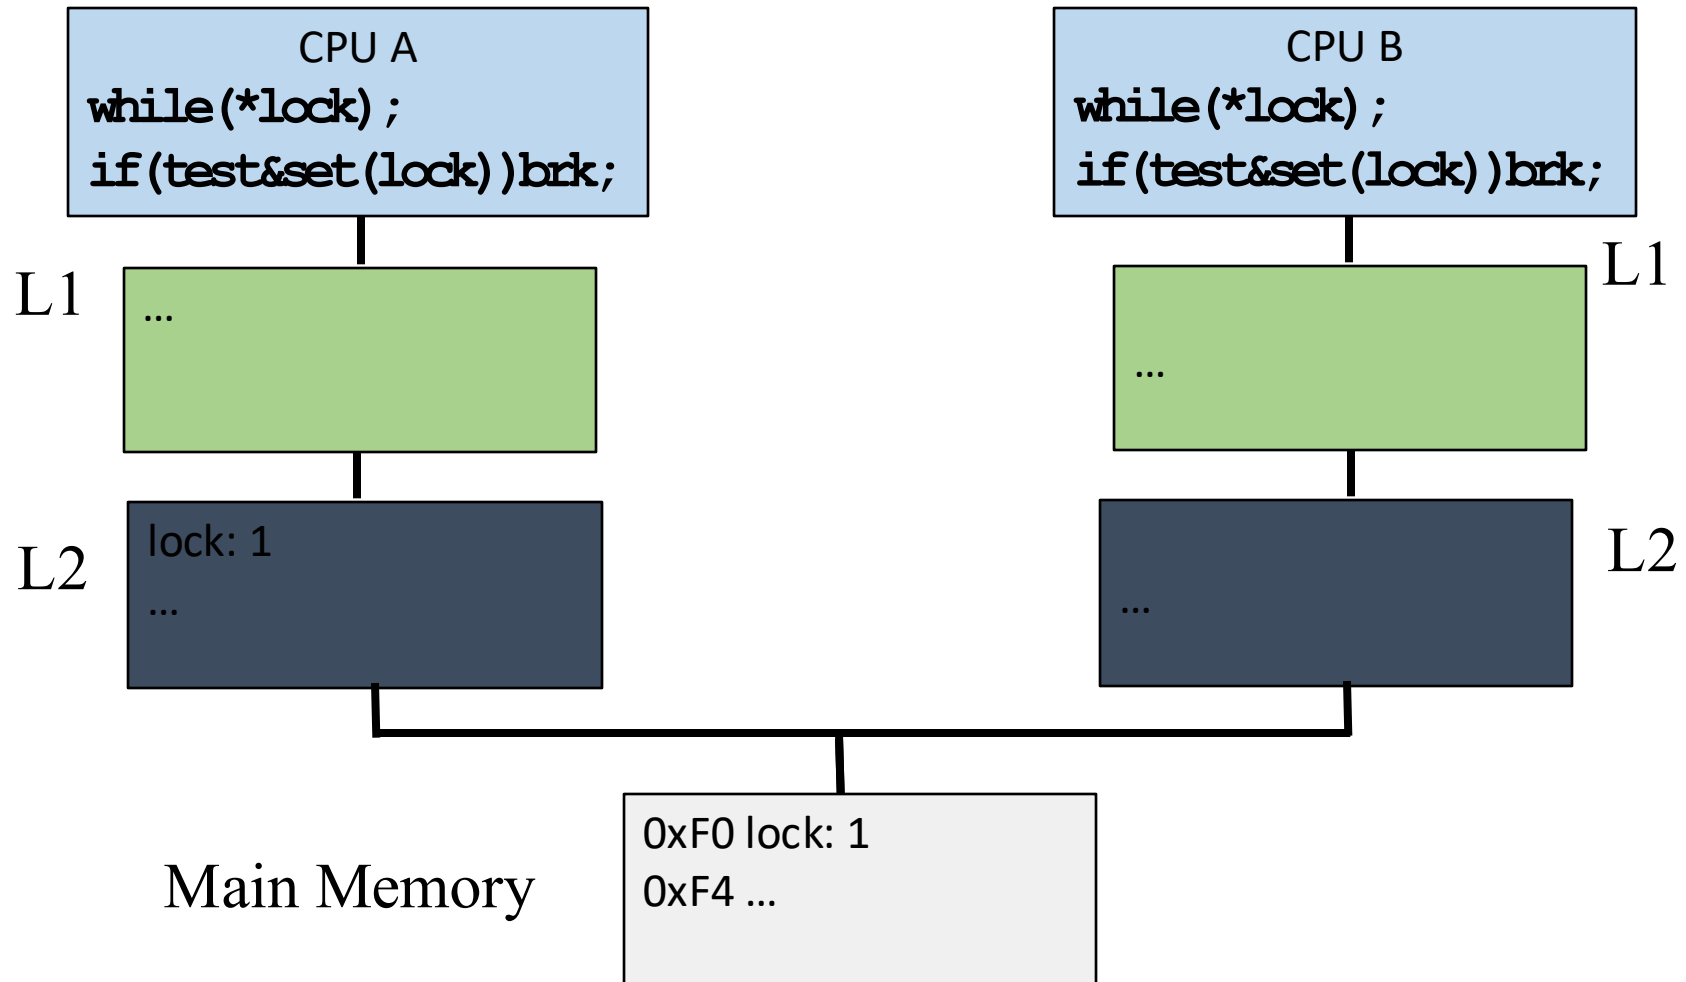 CPU A
while(*lock);
if(test&set(lock))brk;
CPU B
while(*lock);
if(test&set(lock))brk;
L1
…
L1
…
L2
lock: 1
…
L2
…
Main Memory
0xF0 lock: 1
0xF4 …